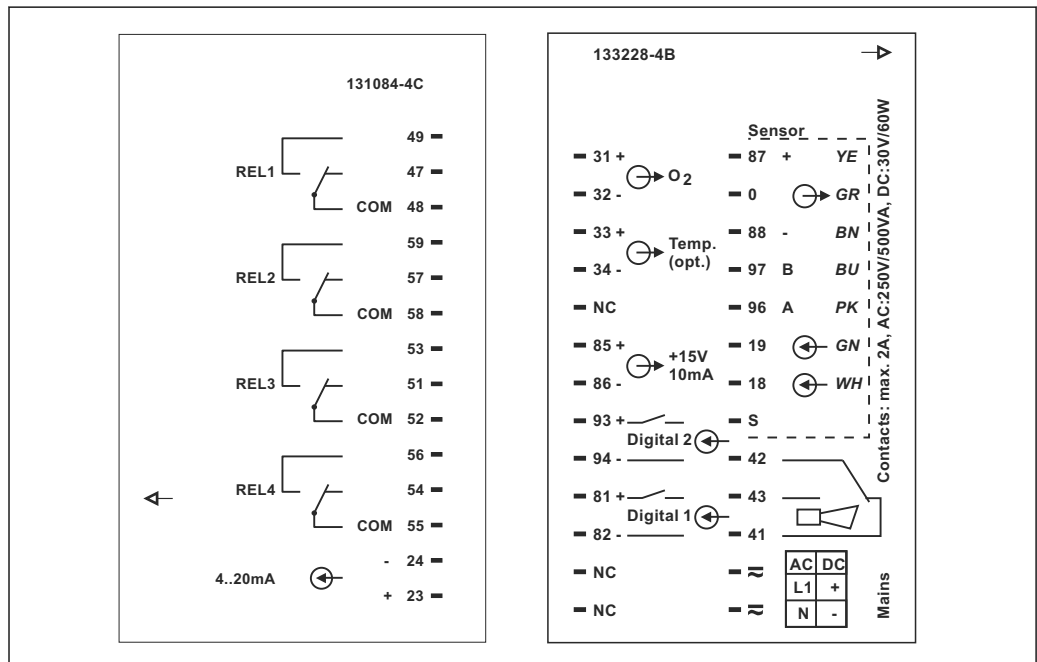 131084-4C
49
REL1 47
COM 48
59
REL2 57
COM 58
53
REL3 51
COM 52
56
REL4 54
COM 55
- 24
4..20mA
+ 23
133228-4B
Sensor
31 + 87 + YE
O2
32 - 0 GR
33 + 88 - BN
Temp.
(opt.)
34 - 97 B BU
NC 96 A PK
85 + 19 GN
+15V
10mA
86 - 18 WH
93 + S
Digital 2
94 - 42
81 + 43
Digital 1
82 - 41
NC AC DC
L1 +
NC N -
Contacts: max. 2A, AC:250V/500VA, DC:30V/60W
Mains